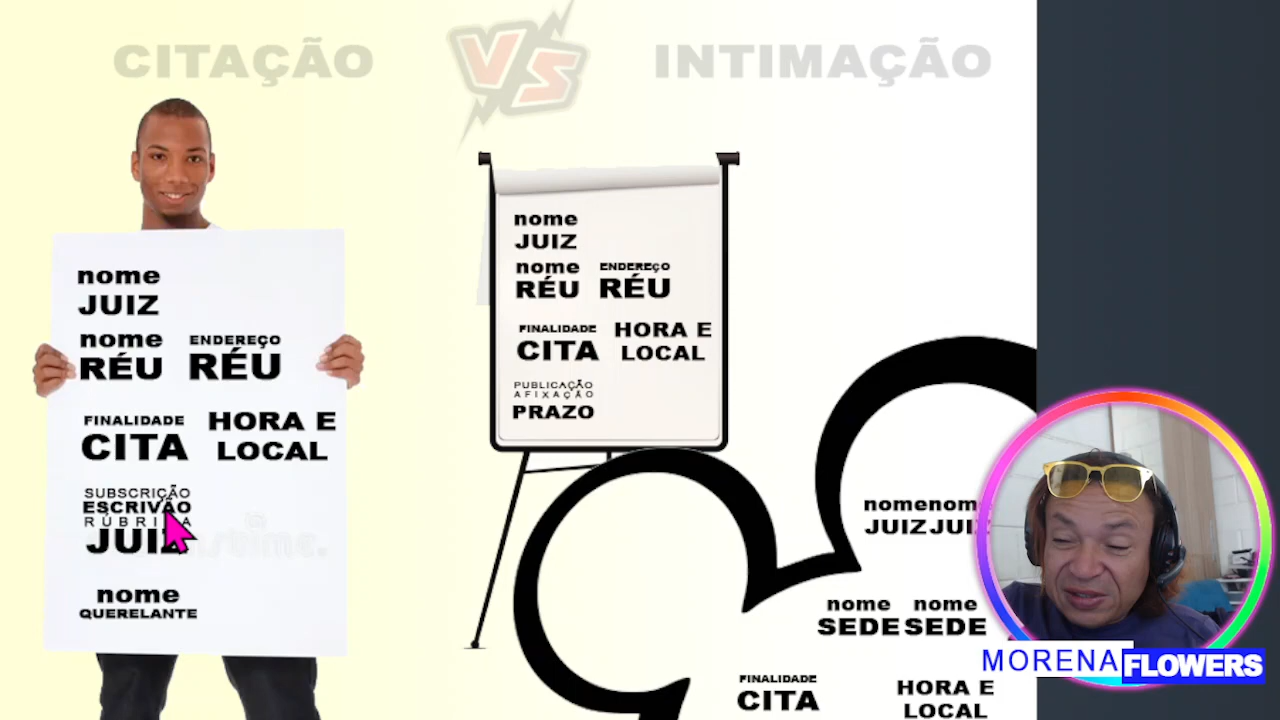 CITAÇÃO
VS
INTIMAÇÃO
nome
JUIZ
nome
RÉU
ENDEREÇO
RÉU
FINALIDADE
CITA
HORA E
LOCAL
SUBSCRIÇÃO
ESCRIVÃO
RÚBRI A
JUIZ
nome
QUERELANTE
nome
JUIZ
nome
RÉU
ENDEREÇO
RÉU
FINALIDADE
CITA
HORA E
LOCAL
PUBLICAÇÃO
AFIXAÇÃO
PRAZO
nomenom
JUIZJUIZ
nome nome
SEDE SEDE
FINALIDADE
CITA
HORA E
LOCAL
MORENA FLOWERS